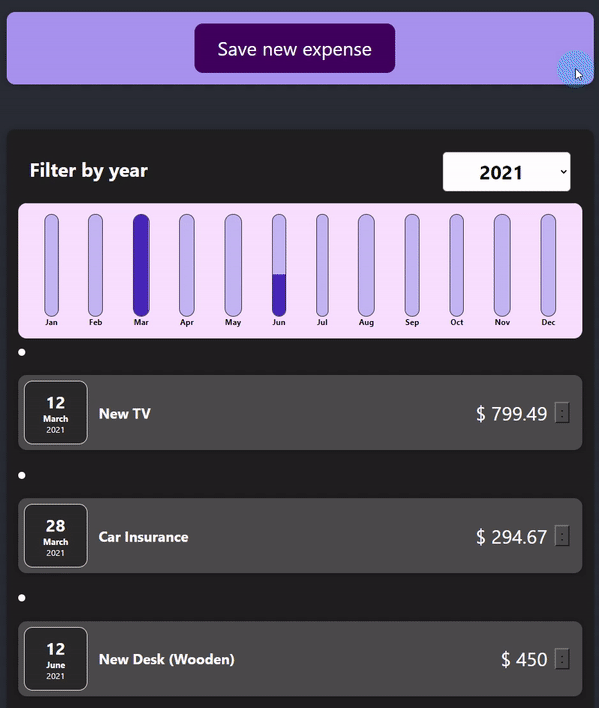 Save new expense
Filter by year
2021
Jan Feb Mar Apr May Jun Jul Aug Sep Oct Nov Dec
12
March
2021
New TV
$ 799.49
:
28
March
2021
Car Insurance
$ 294.67
:
12
June
2021
New Desk (Wooden)
$ 450
: